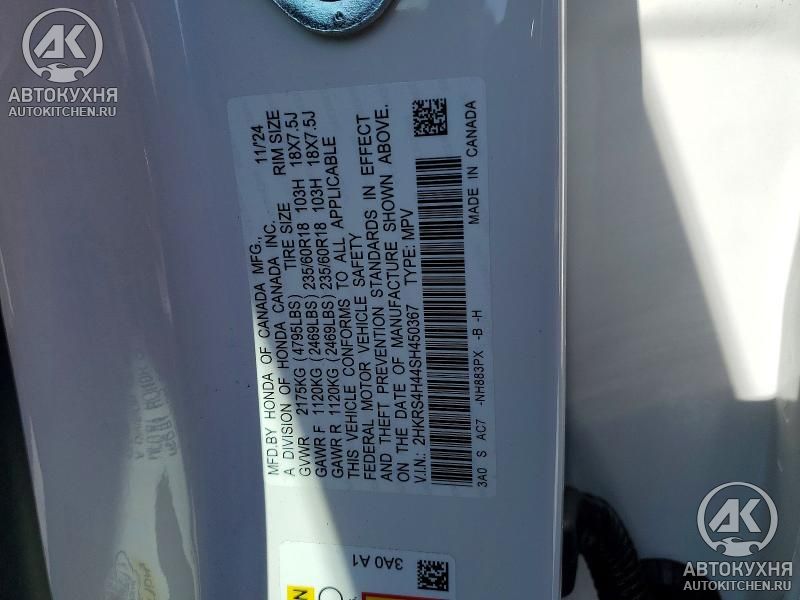 АВТОКУХНЯ
AUTOKITCHEN.RU
MFD.BY HONDA OF CANADA MFG., 11/24
A DIVISION OF HONDA CANADA INC.
TIRE SIZE RIM SIZE
GVWR 2175KG(4795LBS)
GAWR F 1120KG(2469LBS)235/60R18 103H 18X7.5J
GAWR R 1120KG(2469LBS)235/60R18 103H 18X7.5J
THIS VEHICLE CONFORMS TO ALL APPLICABLE
FEDERAL MOTOR VEHICLE SAFETY
AND THEFT PREVENTION STANDARDS IN EFFECT
ON THE DATE OF MANUFACTURE SHOWN ABOVE.
V.I.N.: 2HKRS4H44SH450367 TYPE: MPV
3A0 S AC7 -NH883PX -B -H MADE IN CANADA
3A0 A1
АВТОКУХНЯ
AUTOKITCHEN.RU